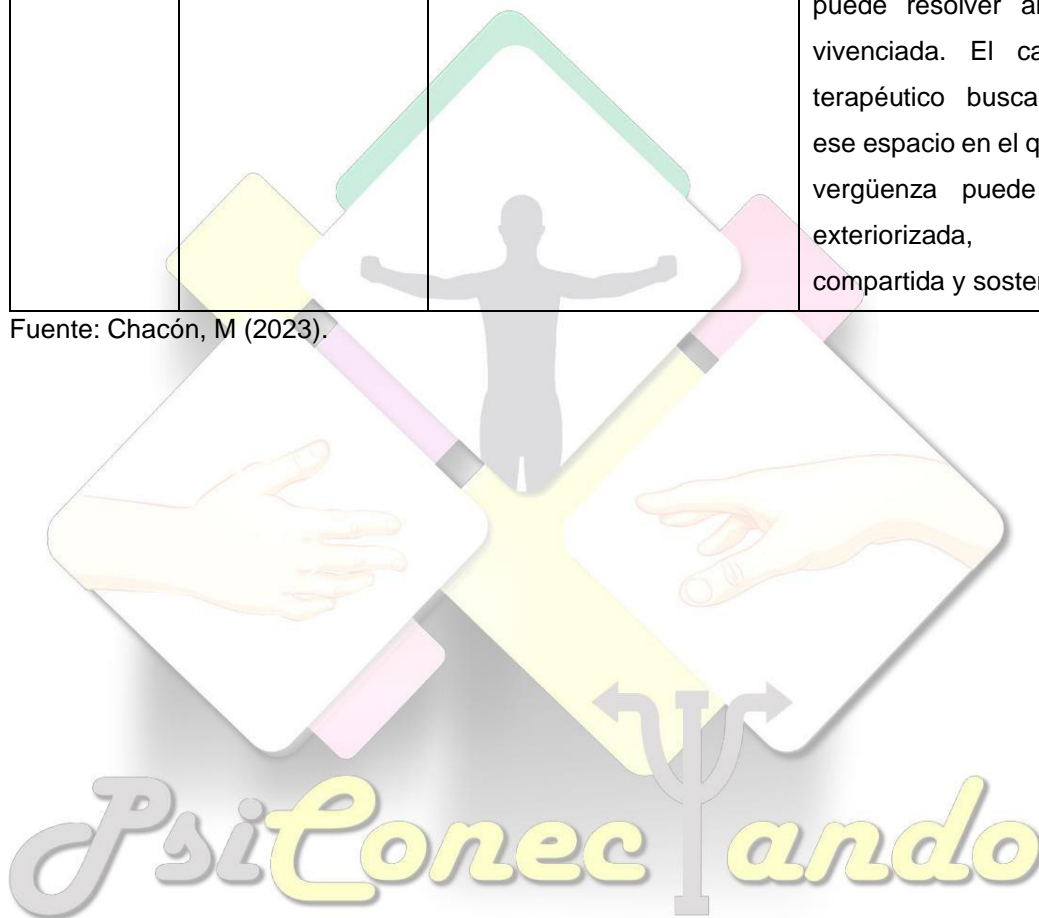 puede resolver al
vivenciada. El ca
terapéutico busca
ese espacio en el q
vergüenza puede
exteriorizada,
compartida y soste
Fuente: Chacón, M (2023).
PsiConectando